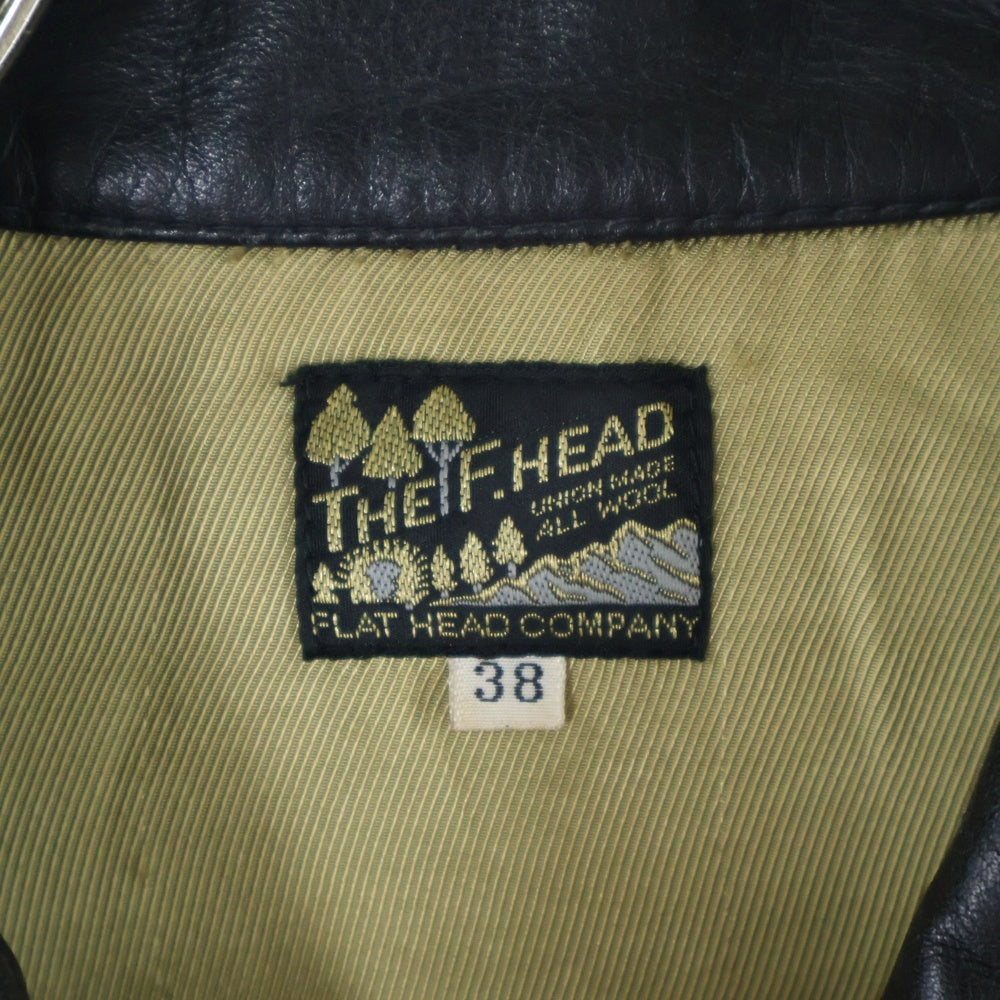 THE F.HEAD
UNION MADE
ALL WOOL
FLAT HEAD COMPANY
38